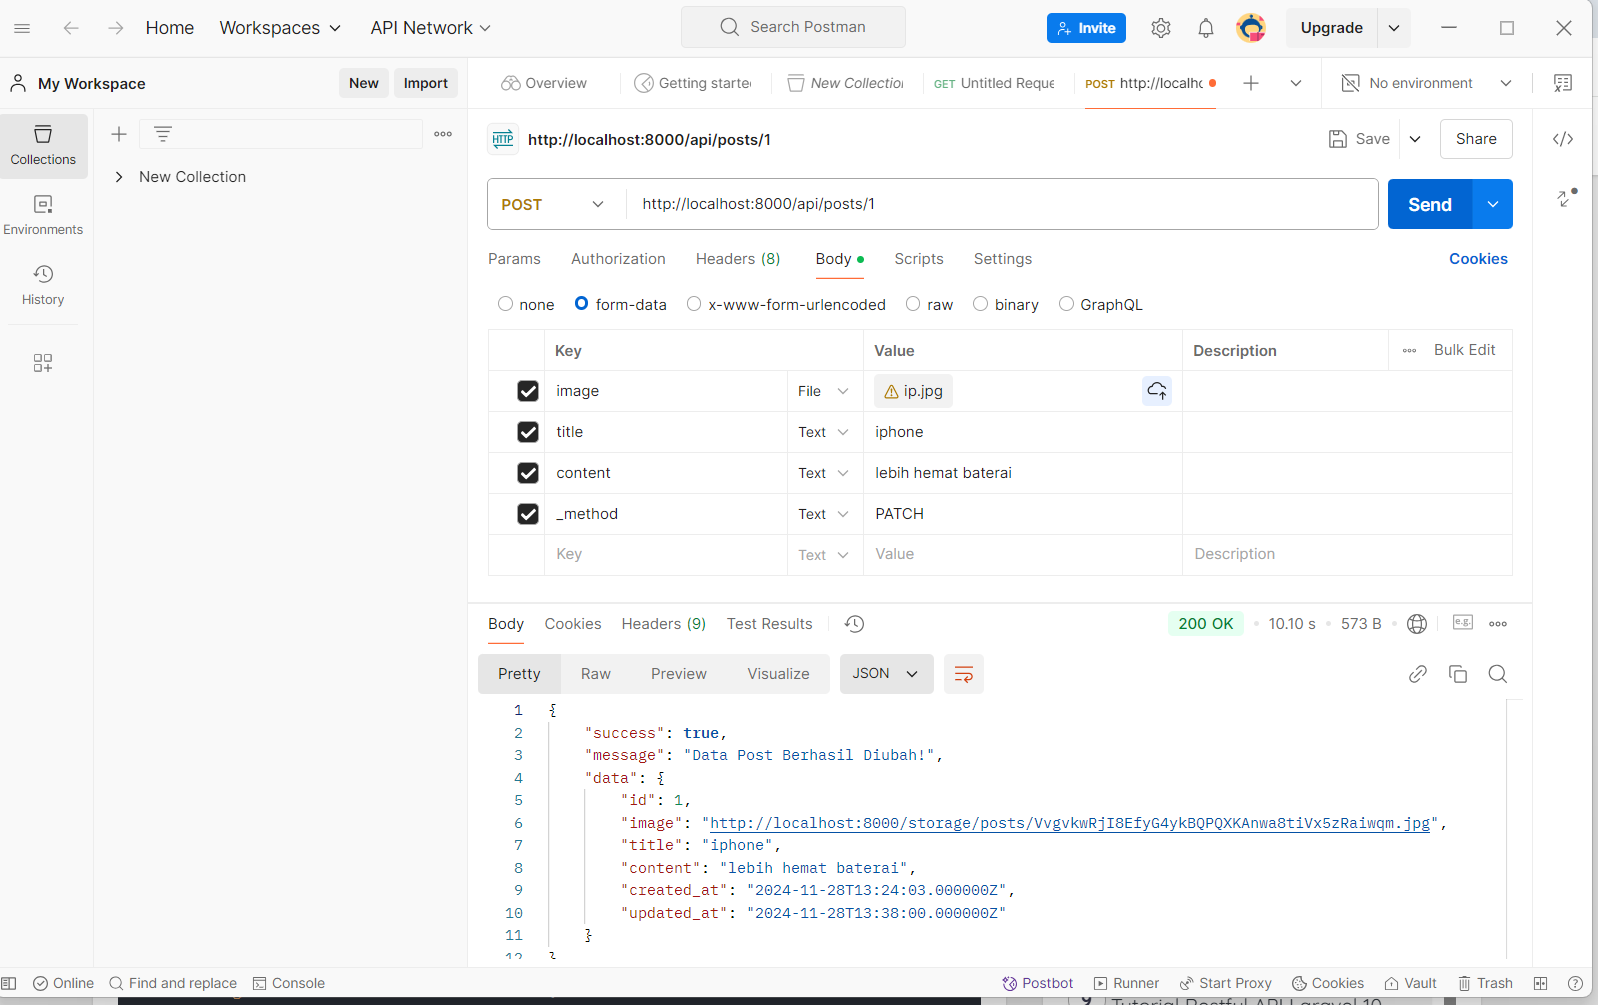 Home Workspaces API Network Search Postman Invite Upgrade
My Workspace New Import Overview Getting starte New Collection GET Untitled Reque POST http://localhc No environment
Collections
Environments
History
New Collection
HTTP http://localhost:8000/api/posts/1 Save Share
POST http://localhost:8000/api/posts/1 Send
Params Authorization Headers (8) Body Scripts Settings Cookies
none form-data x-www-form-urlencoded raw binary GraphQL
Key Value Description Bulk Edit
image File ip.jpg
title Text iphone
content Text lebih hemat baterai
_method Text PATCH
Key Text Value Description
Body Cookies Headers (9) Test Results 200 OK 10.10 s 573 B e.g.
Pretty Raw Preview Visualize JSON
1 {
2 "success": true,
3 "message": "Data Post Berhasil Diubah!",
4 "data": {
5 "id": 1,
6 "image": "http://localhost:8000/storage/posts/VvgvkwRjI8EfyG4ykBQPQXKAnwa8tiVx5zRaiwqm.jpg",
7 "title": "iphone",
8 "content": "lebih hemat baterai",
9 "created_at": "2024-11-28T13:24:03.000000Z",
10 "updated_at": "2024-11-28T13:38:00.000000Z"
11 }
12 }
Online Find and replace Console Postbot Runner Start Proxy Cookies Vault Trash
9 Tutorial Restful API Laravel 10